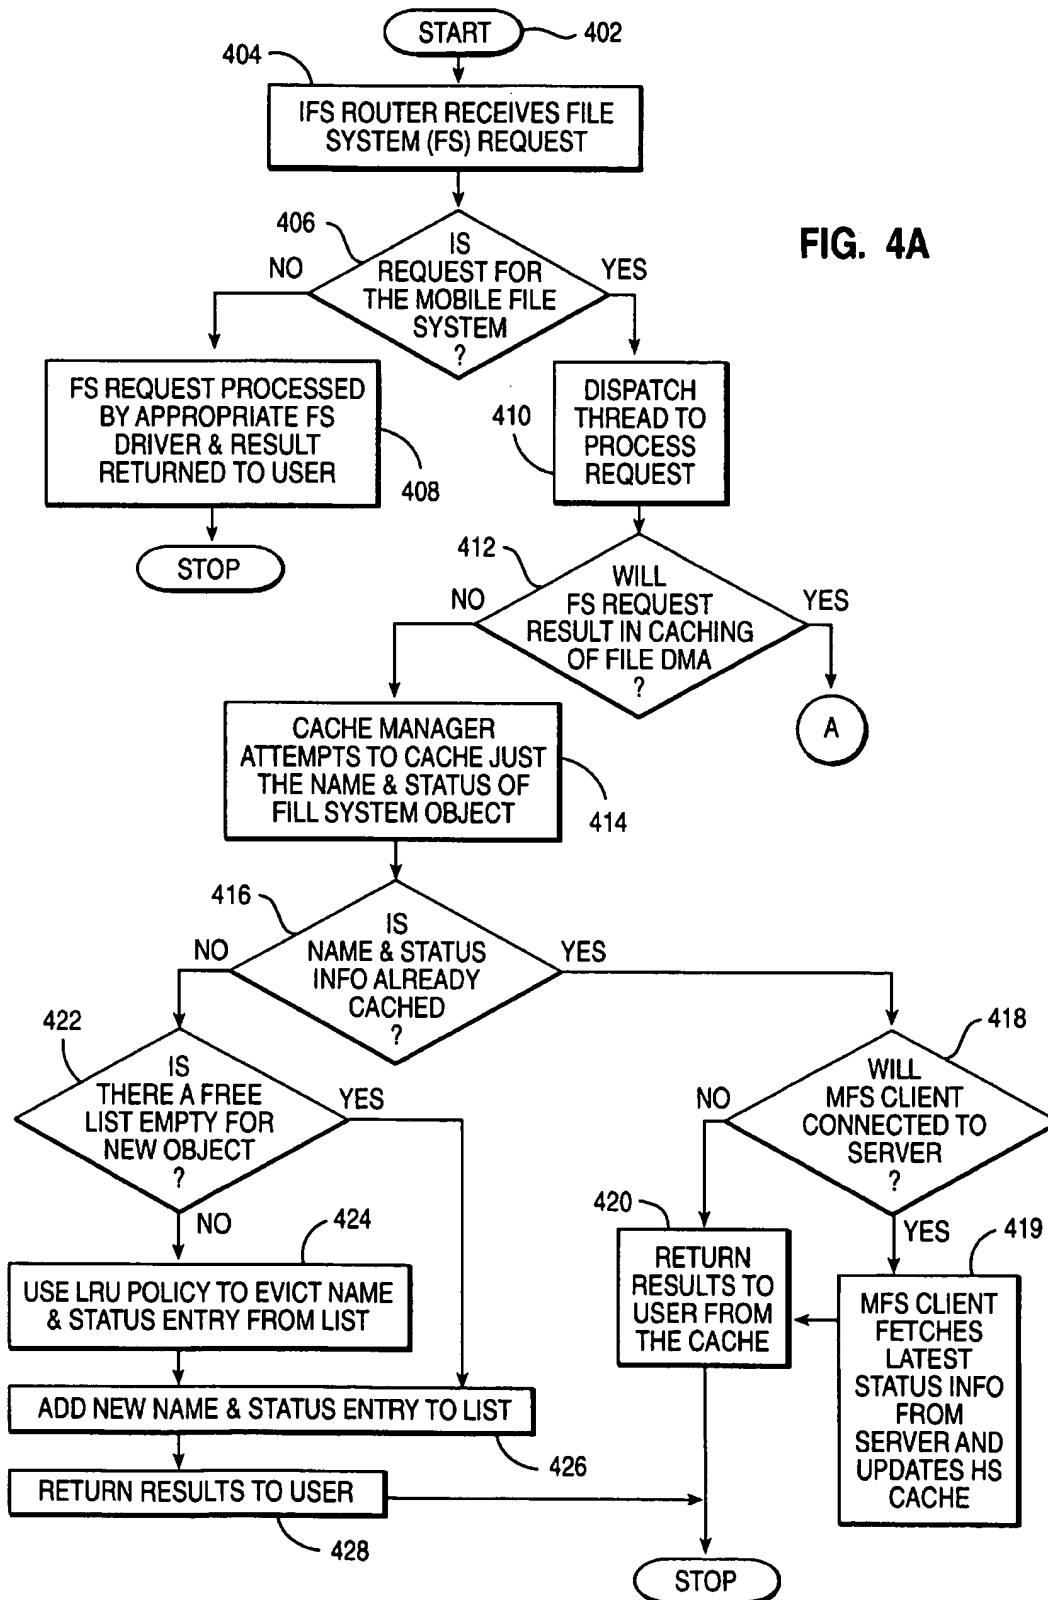 START
402
404
IFS ROUTER RECEIVES FILE
SYSTEM (FS) REQUEST
FIG. 4A
406
IS
REQUEST FOR
THE MOBILE FILE
SYSTEM
?
NO
YES
FS REQUEST PROCESSED
BY APPROPRIATE FS
DRIVER & RESULT
RETURNED TO USER
408
STOP
410
DISPATCH
THREAD TO
PROCESS
REQUEST
412
WILL
FS REQUEST
RESULT IN CACHING
OF FILE DMA
?
NO
YES
A
CACHE MANAGER
ATTEMPTS TO CACHE JUST
THE NAME & STATUS OF
FILL SYSTEM OBJECT
414
416
IS
NAME & STATUS
INFO ALREADY
CACHED
?
NO
YES
422
IS
THERE A FREE
LIST EMPTY FOR
NEW OBJECT
?
YES
NO
418
WILL
MFS CLIENT
CONNECTED TO
SERVER
?
NO
YES
424
USE LRU POLICY TO EVICT NAME
& STATUS ENTRY FROM LIST
ADD NEW NAME & STATUS ENTRY TO LIST
426
RETURN RESULTS TO USER
428
420
RETURN
RESULTS TO
USER FROM
THE CACHE
419
MFS CLIENT
FETCHES
LATEST
STATUS INFO
FROM
SERVER AND
UPDATES HS
CACHE
STOP